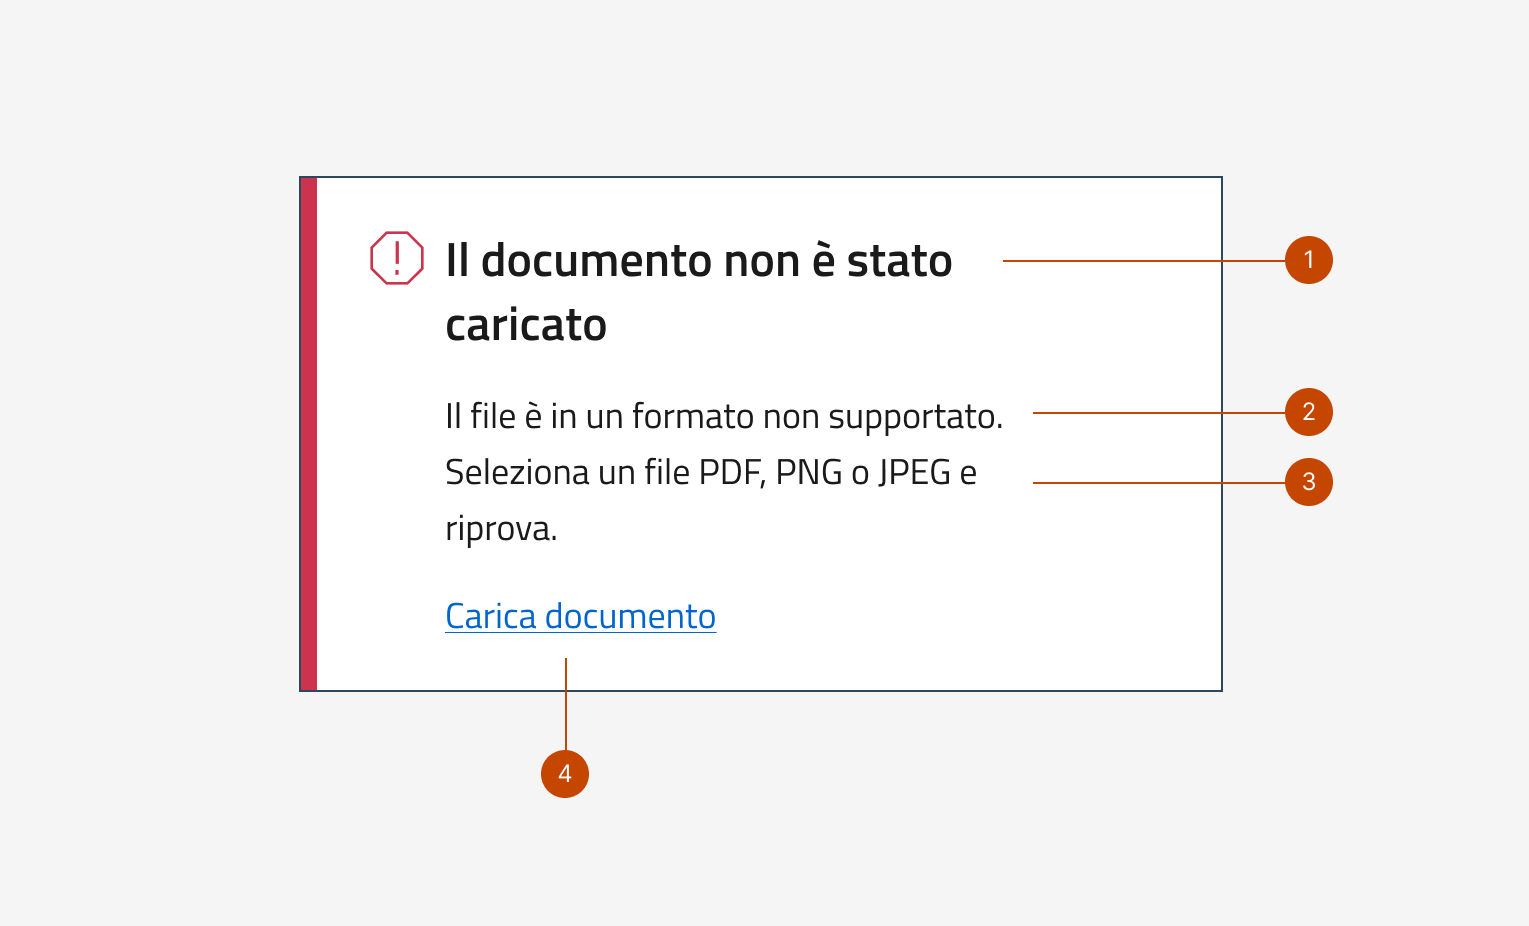 Il documento non è stato
caricato
1
Il file è in un formato non supportato.
2
Seleziona un file PDF, PNG o JPEG e
3
riprova.
Carica documento
4